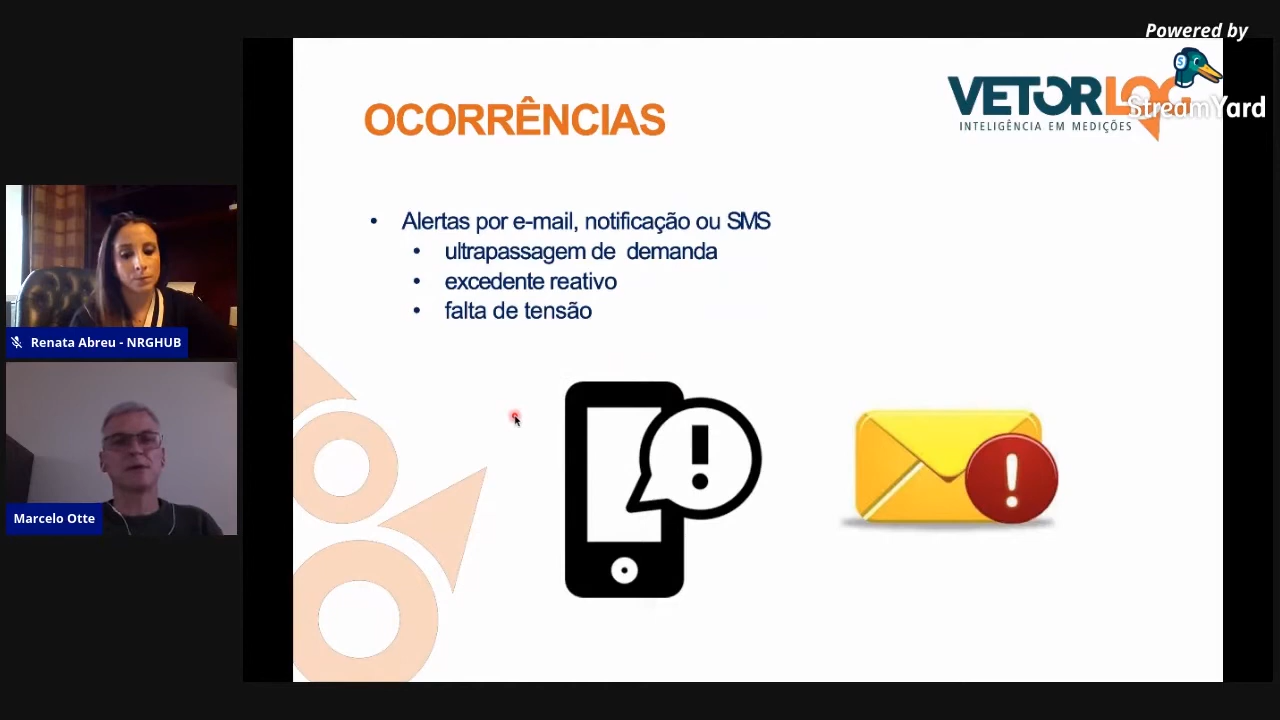 Powered by
StreamYard
VETORLOG
INTELIGÊNCIA EM MEDIÇÕES
OCORRÊNCIAS
• Alertas por e-mail, notificação ou SMS
• ultrapassagem de demanda
• excedente reativo
• falta de tensão
Renata Abreu - NRGHUB
Marcelo Otte